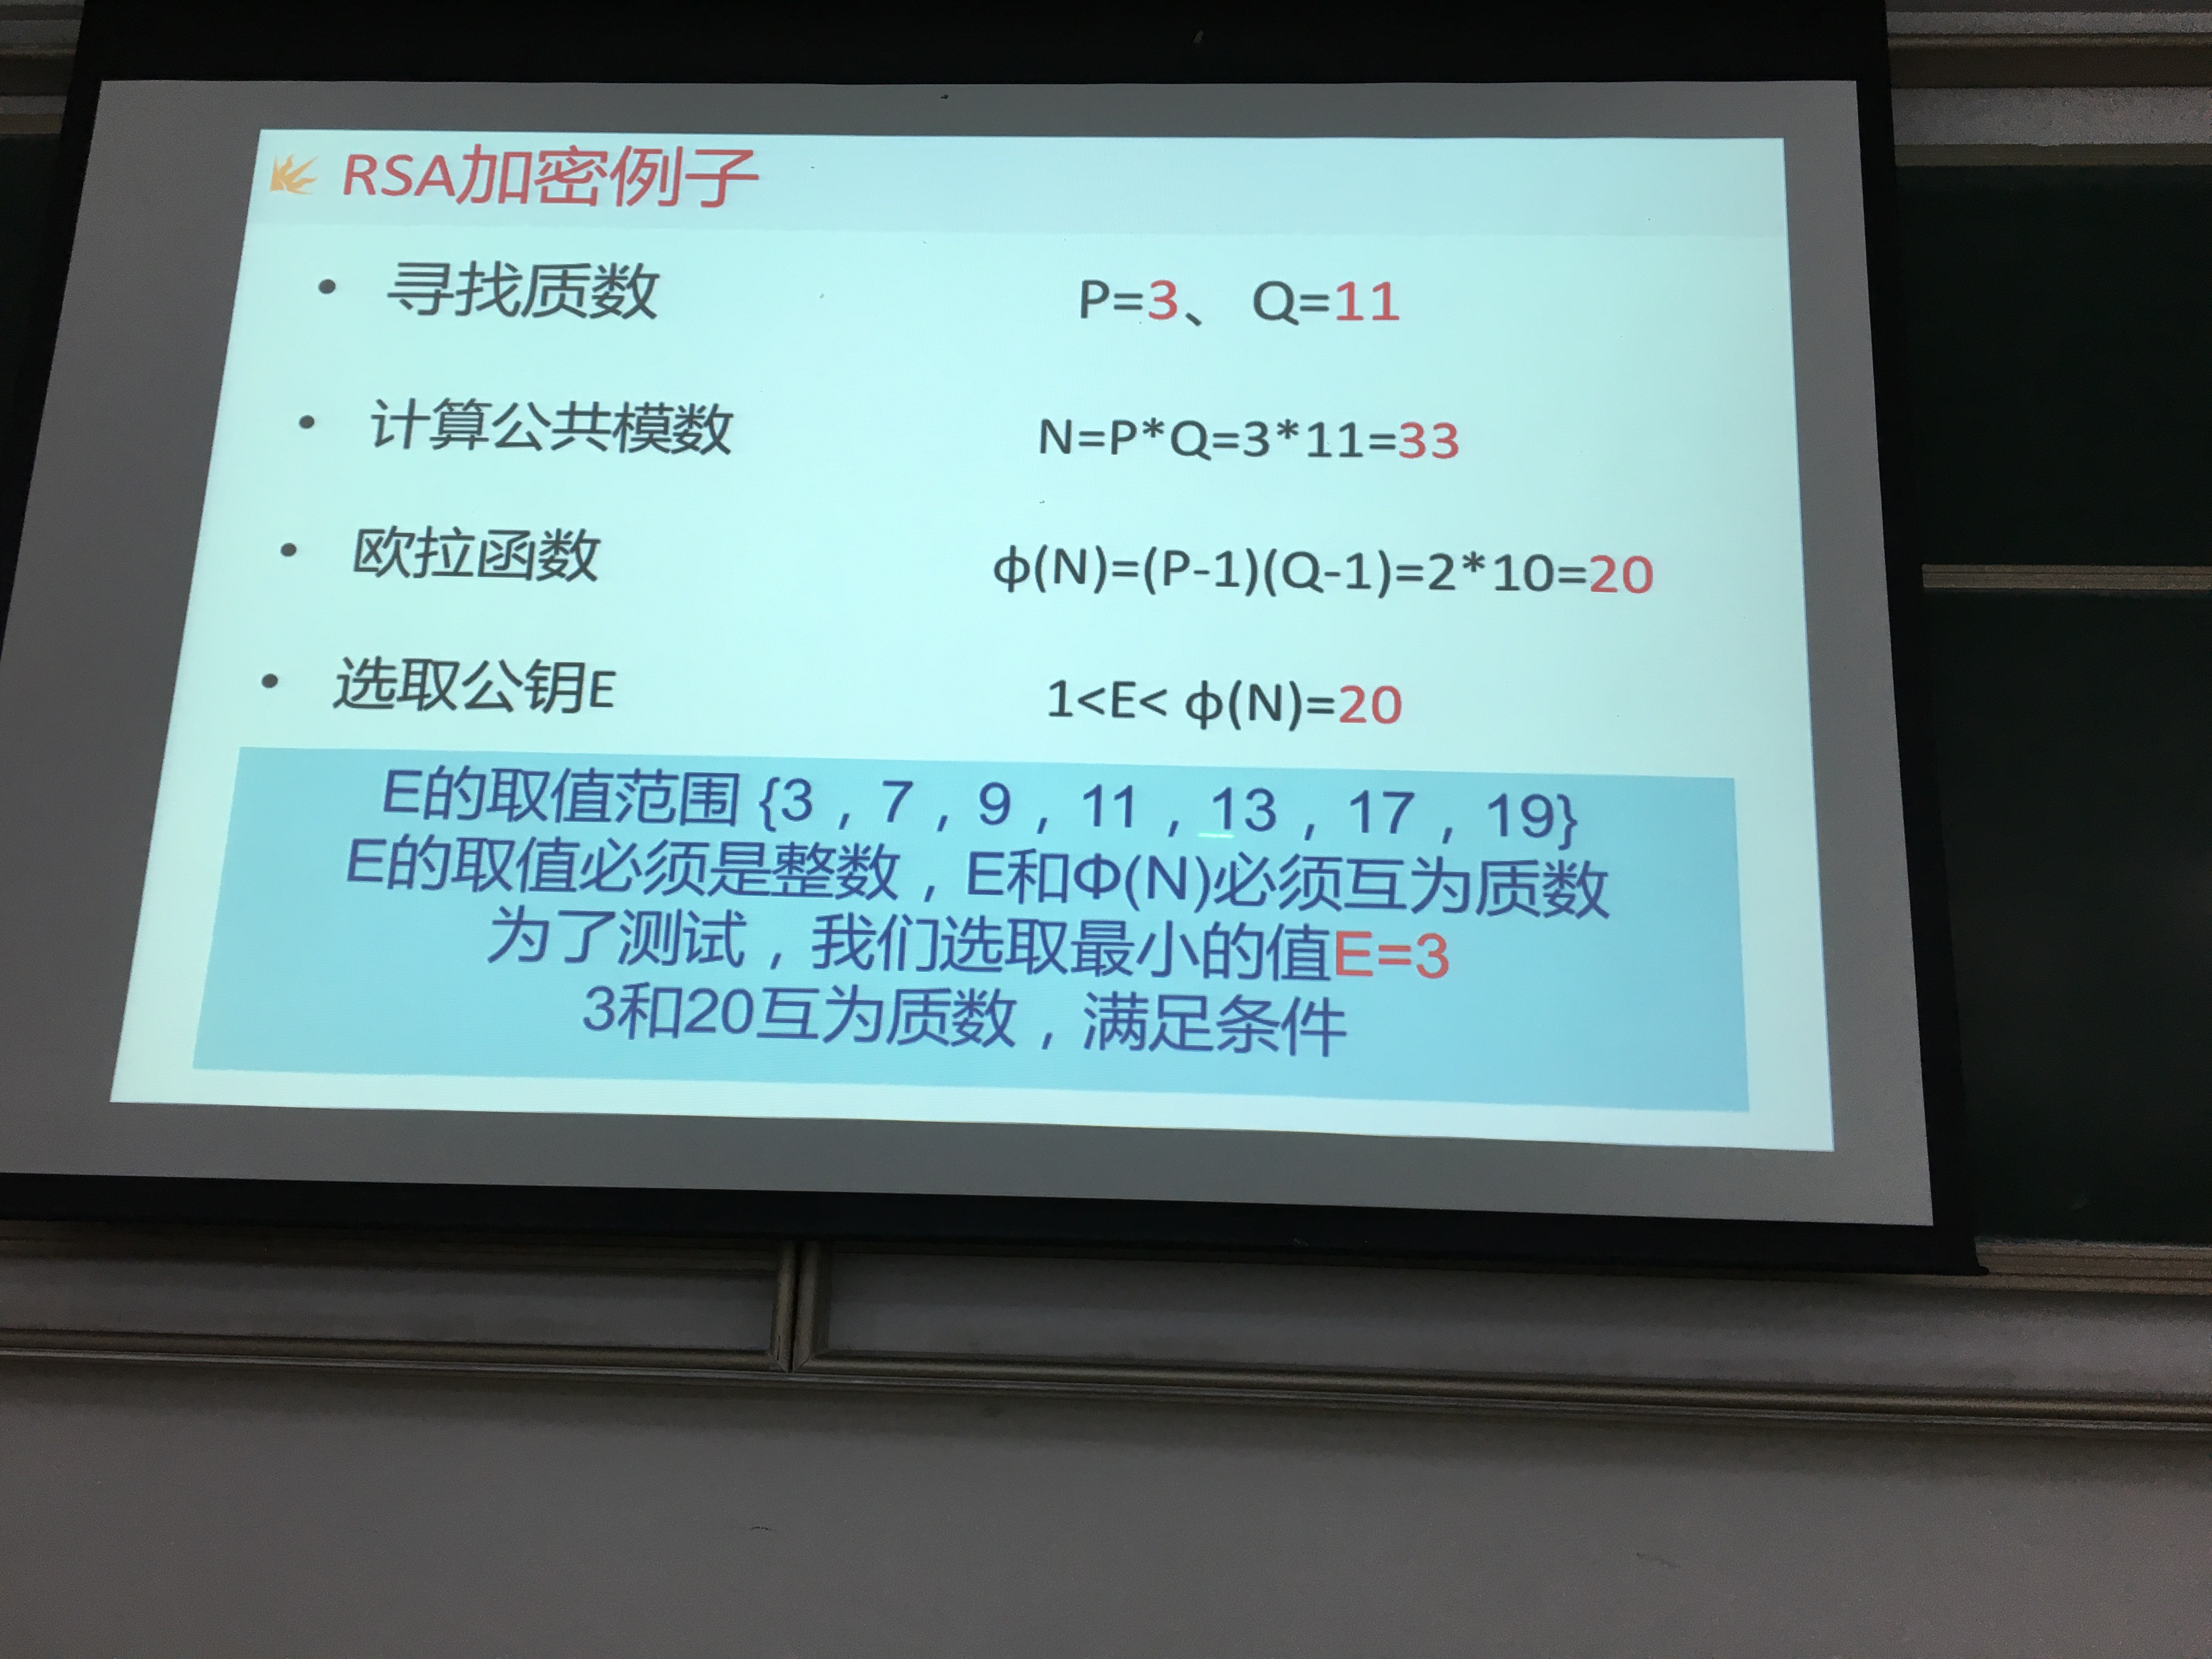 RSA加密例子
• 寻找质数 P=3、 Q=11
• 计算公共模数 N=P*Q=3*11=33
• 欧拉函数 φ(N)=(P-1)(Q-1)=2*10=20
• 选取公钥E 1<E< φ(N)=20
E的取值范围 {3，7，9，11，13，17，19}
E的取值必须是整数，E和Φ(N)必须互为质数
为了测试，我们选取最小的值E=3
3和20互为质数，满足条件